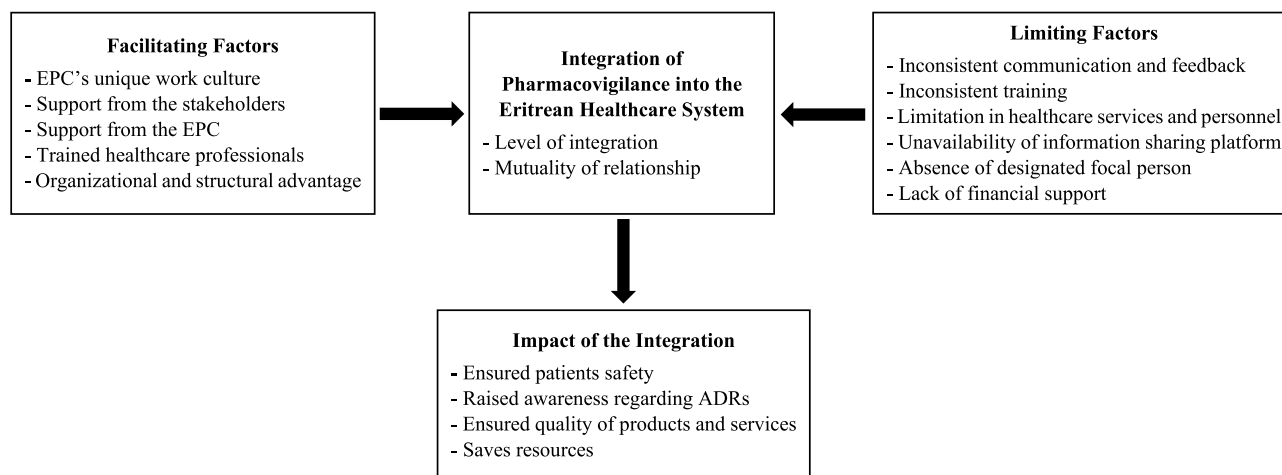 Facilitating Factors
- EPC’s unique work culture
- Support from the stakeholders
- Support from the EPC
- Trained healthcare professionals
- Organizational and structural advantage
Integration of
Pharmacovigilance into the
Eritrean Healthcare System
- Level of integration
- Mutuality of relationship
Limiting Factors
- Inconsistent communication and feedback
- Inconsistent training
- Limitation in healthcare services and personnel
- Unavailability of information sharing platform
- Absence of designated focal person
- Lack of financial support
Impact of the Integration
- Ensured patients safety
- Raised awareness regarding ADRs
- Ensured quality of products and services
- Saves resources